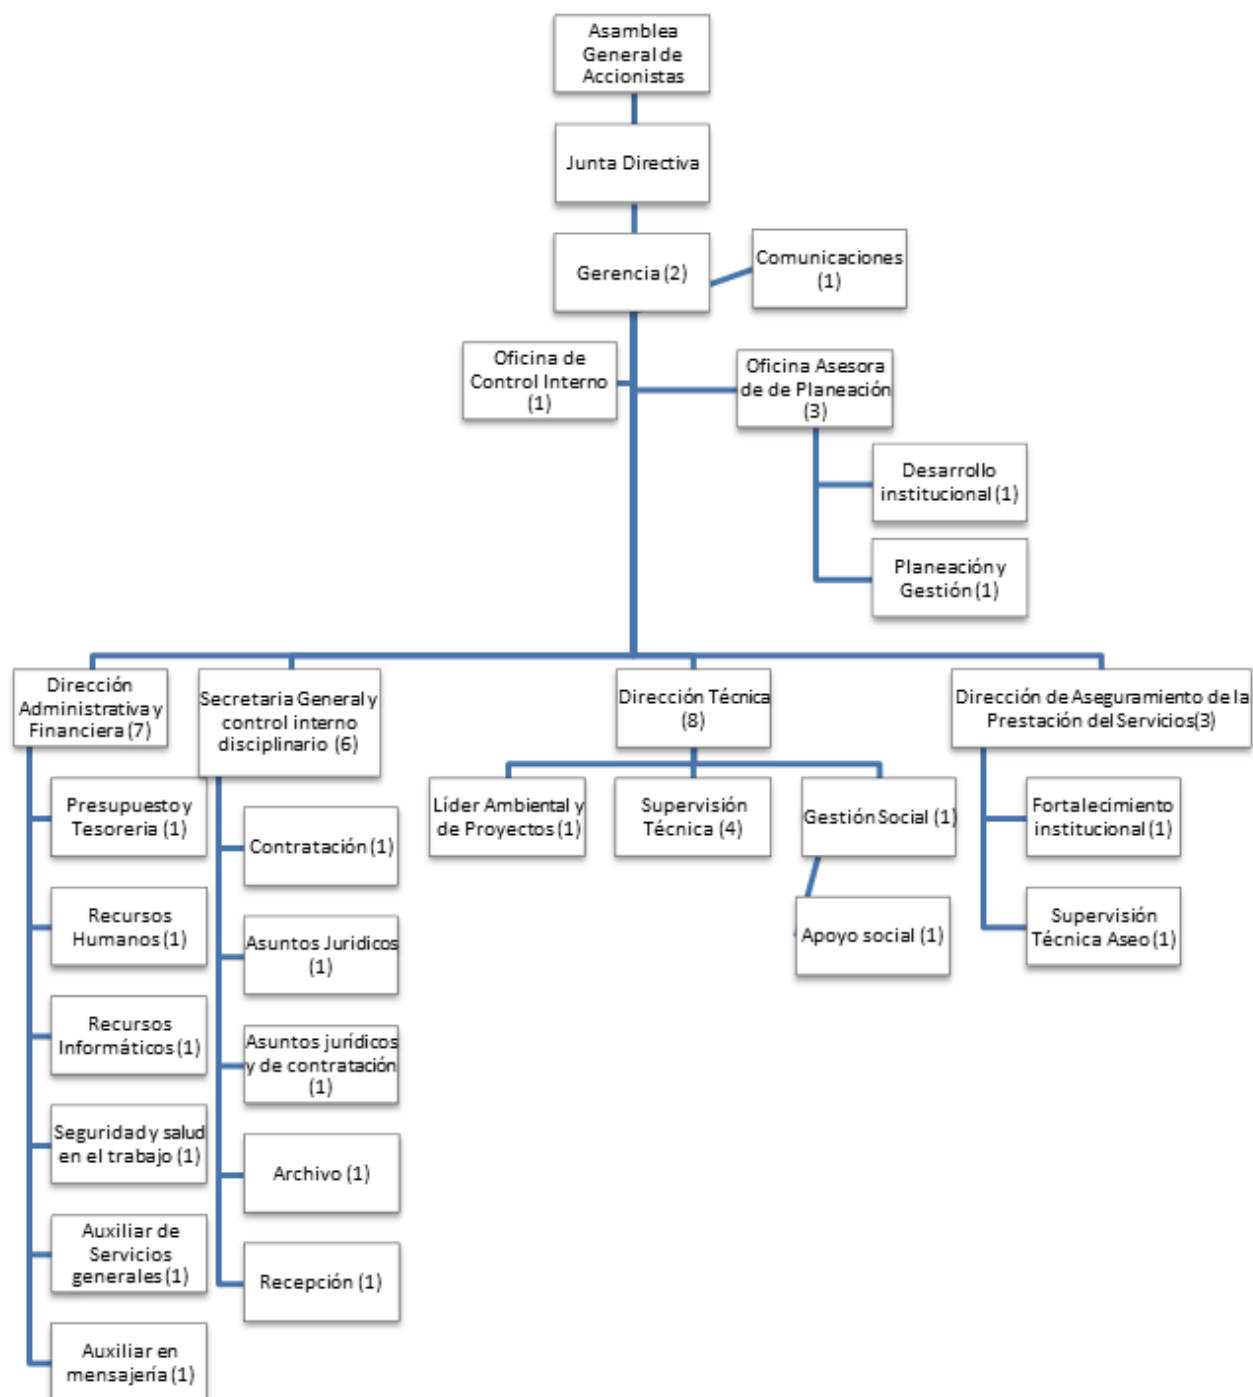 Asamblea
General de
Accionistas
Junta Directiva
Gerencia (2)
Comunicaciones
(1)
Oficina de
Control Interno
(1)
Oficina Asesora
de de Planeación
(3)
Desarrollo
institucional (1)
Planeación y
Gestión (1)
Dirección
Administrativa y
Financiera (7)
Secretaria General y
control interno
disciplinario (6)
Dirección Técnica
(8)
Dirección de Aseguramiento de la
Prestación del Servicios(3)
Presupuesto y
Tesoreria (1)
Recursos
Humanos (1)
Recursos
Informáticos (1)
Seguridad y salud
en el trabajo (1)
Auxiliar de
Servicios
generales (1)
Auxiliar en
mensajería (1)
Contratación (1)
Asuntos Juridicos
(1)
Asuntos jurídicos
y de contratación
(1)
Archivo (1)
Recepción (1)
Líder Ambiental y
de Proyectos (1)
Supervisión
Técnica (4)
Gestión Social (1)
Apoyo social (1)
Fortalecimiento
institucional (1)
Supervisión
Técnica Aseo (1)